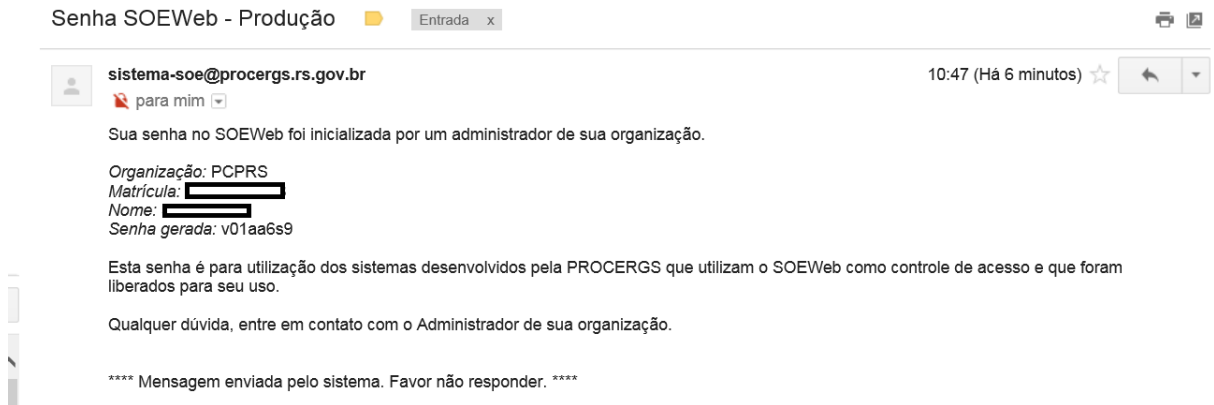 Senha SOEWeb - Produção Entrada x
sistema-soe@procergs.rs.gov.br 10:47 (Há 6 minutos)
para mim
Sua senha no SOEWeb foi inicializada por um administrador de sua organização.
Organização: PCPRS
Matrícula:
Nome:
Senha gerada: v01aa6s9
Esta senha é para utilização dos sistemas desenvolvidos pela PROCERGS que utilizam o SOEWeb como controle de acesso e que foram
liberados para seu uso.
Qualquer dúvida, entre em contato com o Administrador de sua organização.
**** Mensagem enviada pelo sistema. Favor não responder. ****